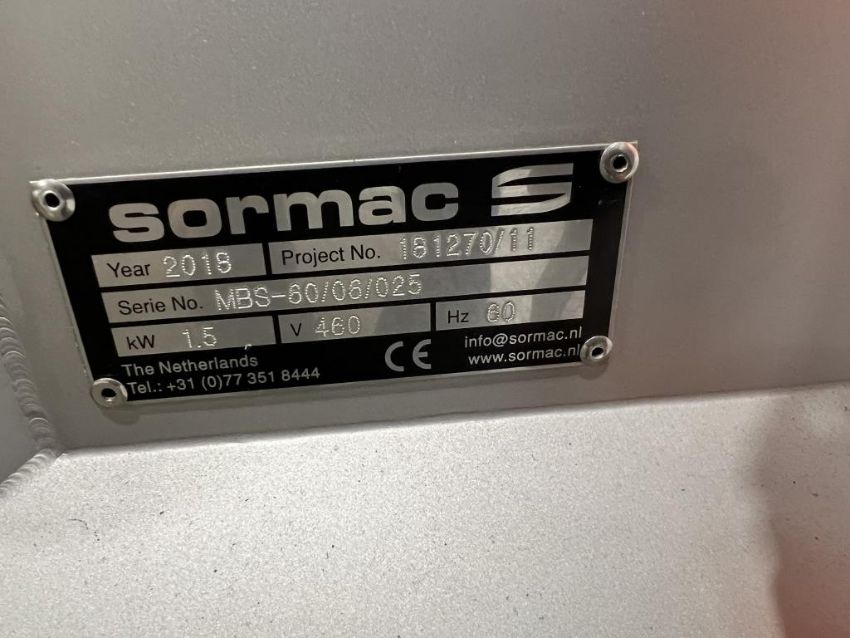 sormac
Year 2018 Project No. 181270/11
Serie No. MBS-60/06/025
kW 1.5 V 460 Hz 60
The Netherlands CE info@sormac.nl
Tel.: +31 (0)77 351 8444 www.sormac.nl